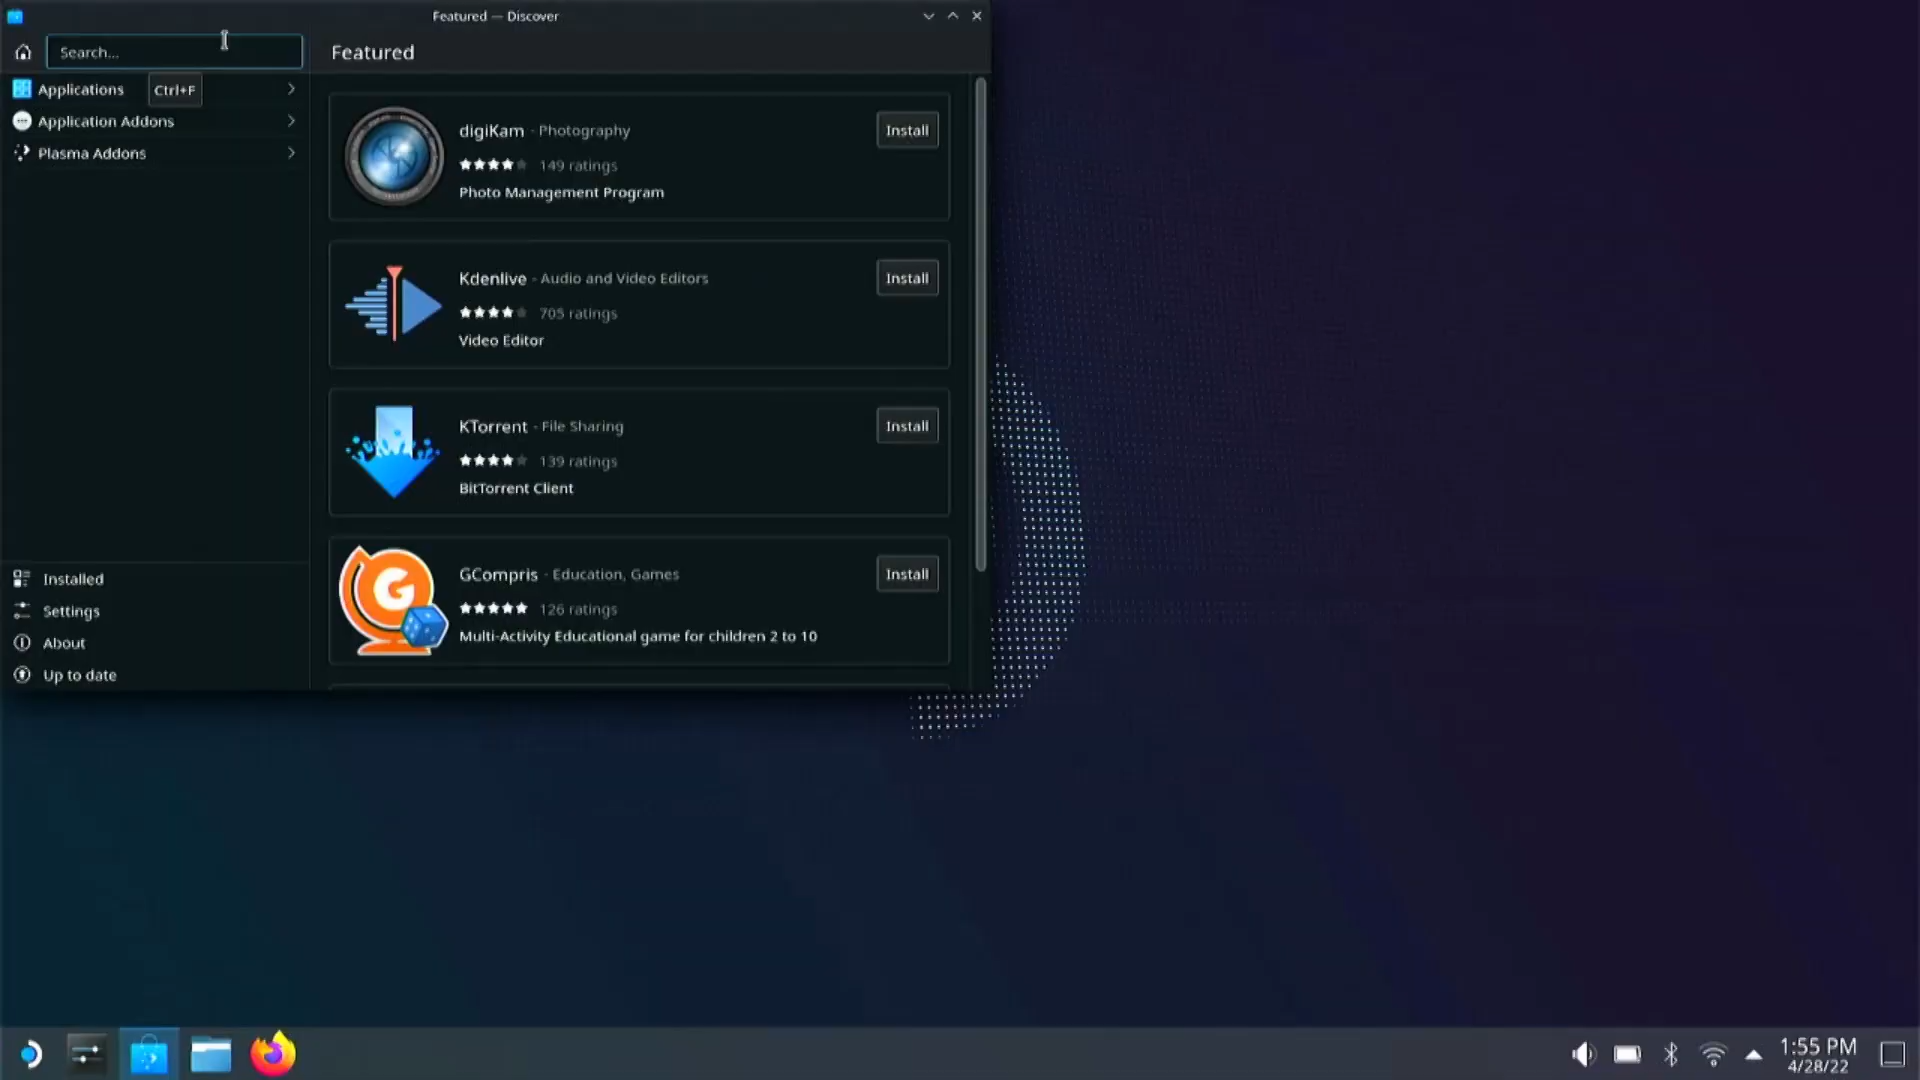 Featured — Discover
Search...
Featured
Applications
Ctrl+F
Application Addons
Plasma Addons
digiKam - Photography
Install
149 ratings
Photo Management Program
Kdenlive - Audio and Video Editors
Install
705 ratings
Video Editor
KTorrent - File Sharing
Install
139 ratings
BitTorrent Client
GCompris - Education, Games
Install
126 ratings
Multi-Activity Educational game for children 2 to 10
G
Installed
Settings
About
Up to date
1:55 PM
4/28/22